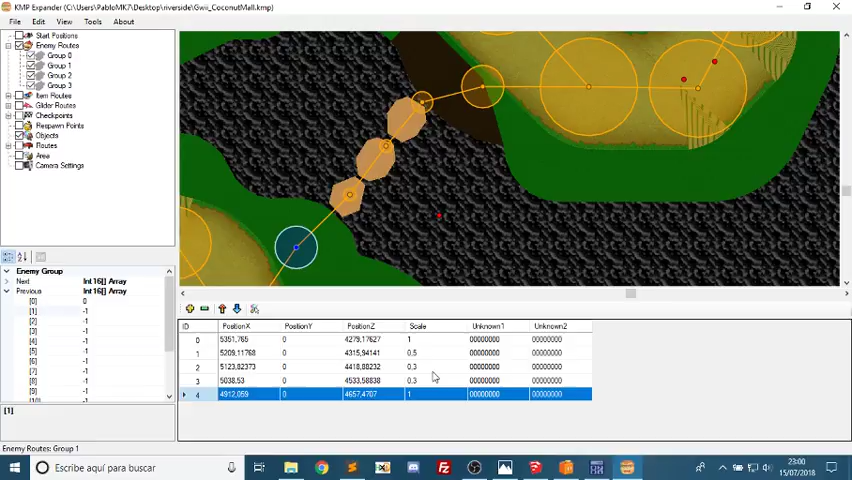 KMP Expander (C:\Users\PabloMK7\Desktop\riverside\Gwii_CoconutMall.kmp)
File Edit View Tools About
Start Positions
Enemy Routes
Group 0
Group 1
Group 2
Group 3
Item Routes
Glider Routes
Checkpoints
Respawn Points
Objects
Routes
Area
Camera Settings
Enemy Group
Next Int16[] Array
Previous Int16[] Array
[0] 0
[1] -1
[2] -1
[3] -1
[4] -1
[5] -1
[6] -1
[7] -1
[8] -1
[9] -1
[10] -1
[1]
ID PositionX PositionY PositionZ Scale Unknown1 Unknown2
0 5351,765 0 4279,17627 1 00000000 00000000
1 5209,11768 0 4315,94141 0,5 00000000 00000000
2 5123,82373 0 4418,88232 0,3 00000000 00000000
3 5038,53 0 4533,58838 0,3 00000000 00000000
4 4912,059 0 4657,4707 1 00000000 00000000
Enemy Routes: Group 1
Escribe aquí para buscar
23:00
15/07/2018